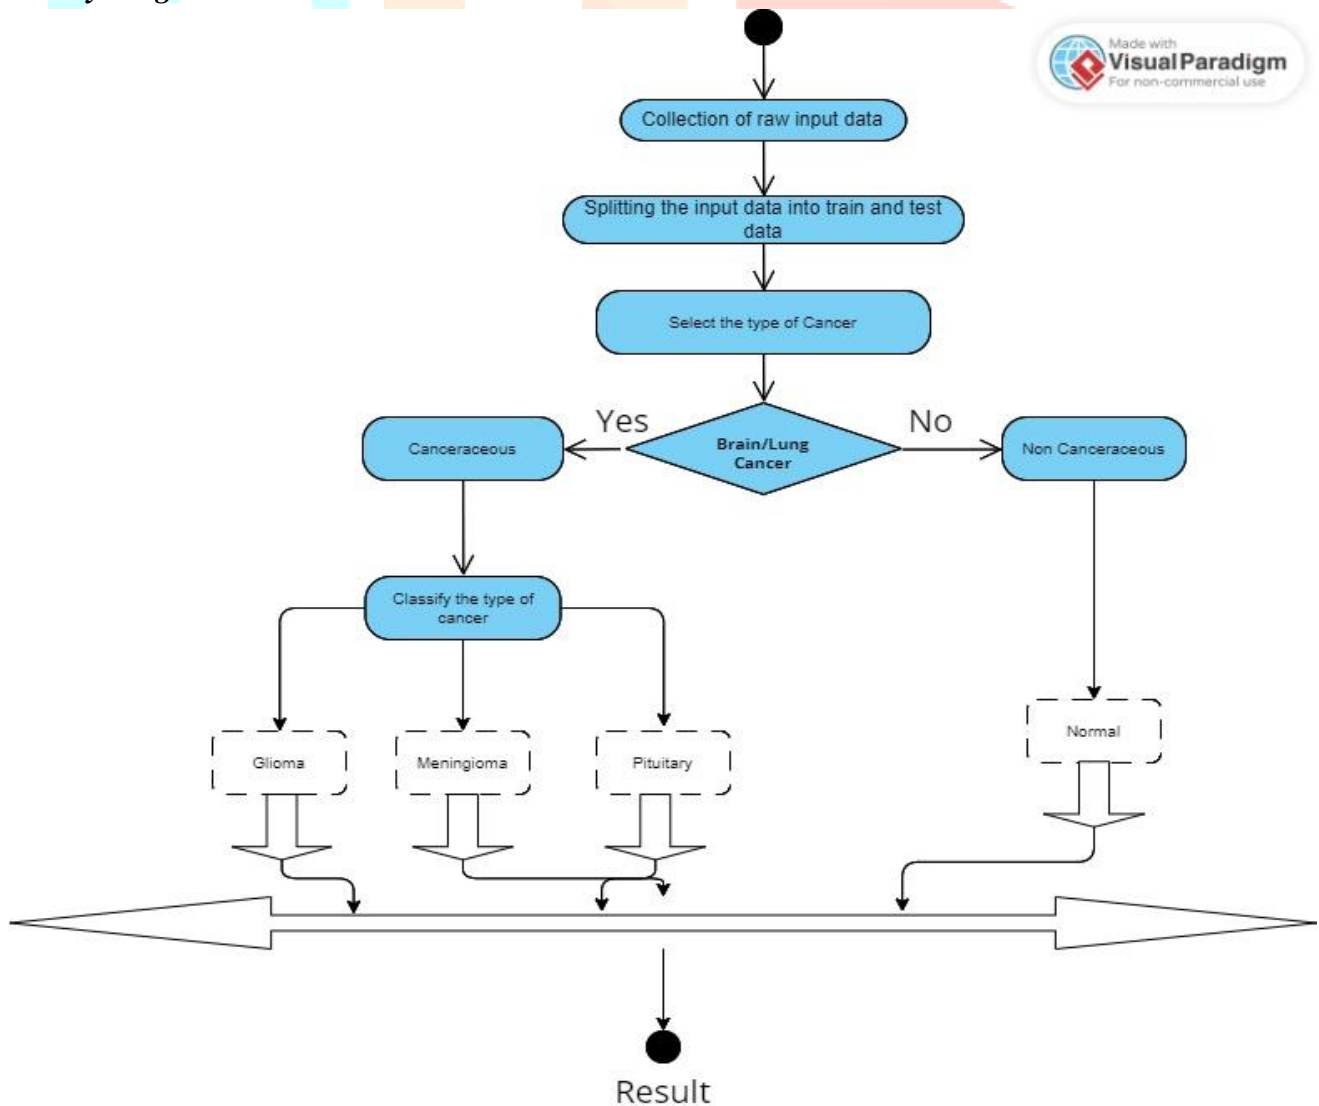 Made with
Visual Paradigm
For non-commercial use
Collection of raw input data
Splitting the input data into train and test
data
Select the type of Cancer
Yes
No
Canceraceous
Brain/Lung
Cancer
Non Canceraceous
Classify the type of
cancer
Normal
Glioma
Meningioma
Pituitary
Result